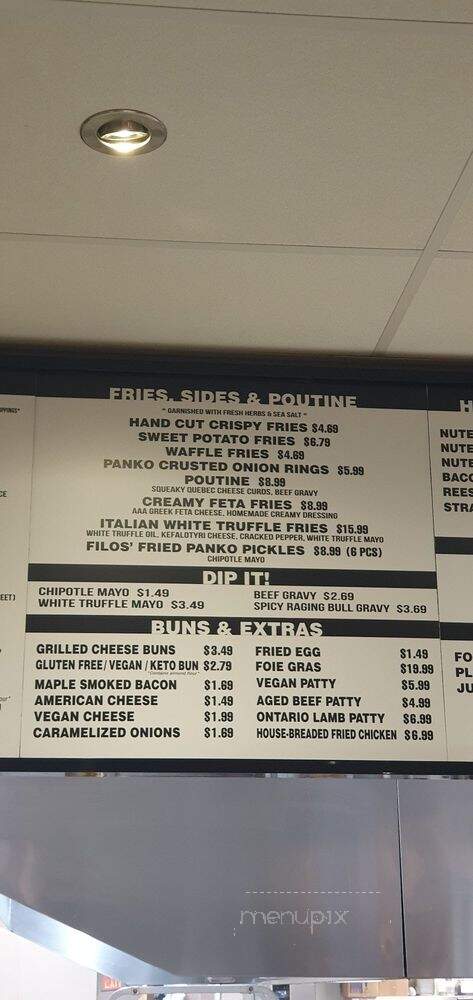 FRIES, SIDES & POUTINE
" GARNISHED WITH FRESH HERBS & SEA SALT "
HAND CUT CRISPY FRIES $4.69
SWEET POTATO FRIES $6.79
WAFFLE FRIES $4.69
PANKO CRUSTED ONION RINGS $5.99
POUTINE $8.99
SQUEAKY QUEBEC CHEESE CURDS, BEEF GRAVY
CREAMY FETA FRIES $8.99
AAA GREEK FETA CHEESE, HOMEMADE CREAMY DRESSING
ITALIAN WHITE TRUFFLE FRIES $15.99
WHITE TRUFFLE OIL, KEFALOTYRI CHEESE, CRACKED PEPPER, WHITE TRUFFLE MAYO
FILOS' FRIED PANKO PICKLES $8.99 (6 PCS)
CHIPOTLE MAYO
DIP IT!
CHIPOTLE MAYO $1.49
WHITE TRUFFLE MAYO $3.49
BEEF GRAVY $2.69
SPICY RAGING BULL GRAVY $3.69
BUNS & EXTRAS
GRILLED CHEESE BUNS $3.49
GLUTEN FREE/ VEGAN / KETO BUN $2.79
"Contains almond flour"
MAPLE SMOKED BACON $1.69
AMERICAN CHEESE $1.49
VEGAN CHEESE $1.99
CARAMELIZED ONIONS $1.69
FRIED EGG $1.49
FOIE GRAS $19.99
VEGAN PATTY $5.99
AGED BEEF PATTY $4.99
ONTARIO LAMB PATTY $6.99
HOUSE-BREADED FRIED CHICKEN $6.99
H
NUTE
NUTE
NUTE
BACO
REES
STRA
FO
PL
JU
menupix
EXIT